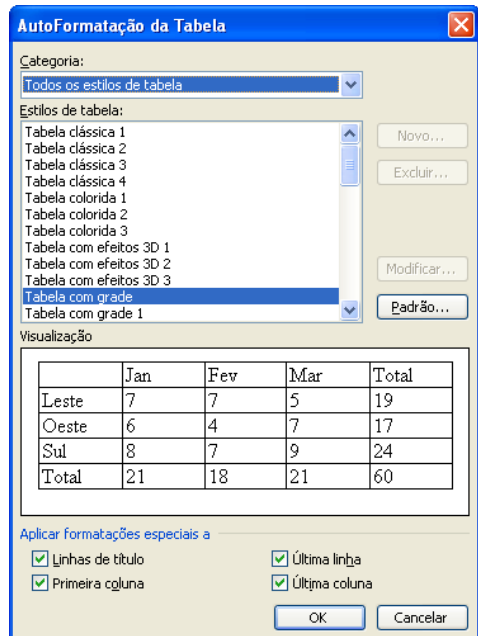 AutoFormatação da Tabela
Categoria:
Todos os estilos de tabela
Estilos de tabela:
Tabela clássica 1
Tabela clássica 2
Tabela clássica 3
Tabela clássica 4
Tabela colorida 1
Tabela colorida 2
Tabela colorida 3
Tabela com efeitos 3D 1
Tabela com efeitos 3D 2
Tabela com efeitos 3D 3
Tabela com grade
Tabela com grade 1
Novo...
Excluir...
Modificar...
Padrão...
Visualização
Jan Fev Mar Total
Leste 7 7 5 19
Oeste 6 4 7 17
Sul 8 7 9 24
Total 21 18 21 60
Aplicar formatações especiais a
Linhas de título Última linha
Primeira coluna Última coluna
OK Cancelar